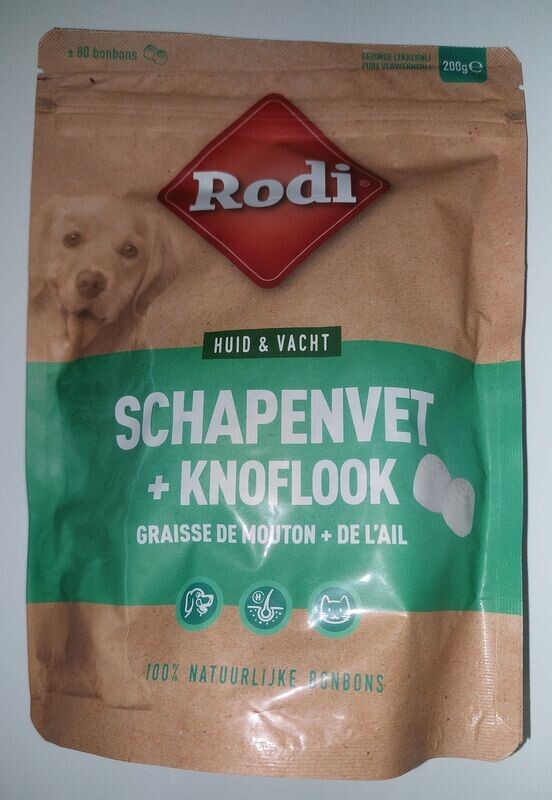 ± 80 bonbons
GEZONDE LEKKERNIJ
PURE VERWENNERIJ
200g ℮
Rodi®
HUID & VACHT
SCHAPENVET
+ KNOFLOOK
GRAISSE DE MOUTON + DE L'AIL
H
100% NATUURLIJKE BONBONS